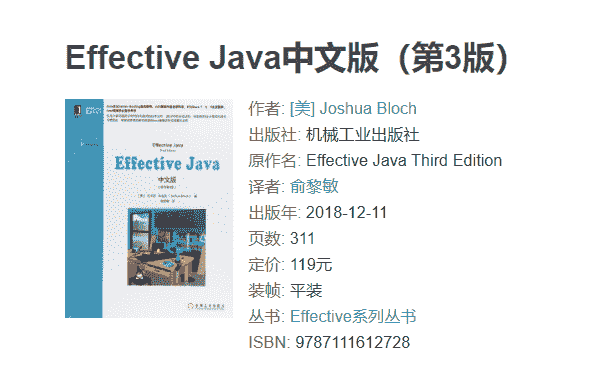 Effective Java中文版（第3版）
Effective Java
中文版
作者: [美] Joshua Bloch
出版社: 机械工业出版社
原作名: Effective Java Third Edition
译者: 俞黎敏
出版年: 2018-12-11
页数: 311
定价: 119元
装帧: 平装
丛书: Effective系列丛书
ISBN: 9787111612728